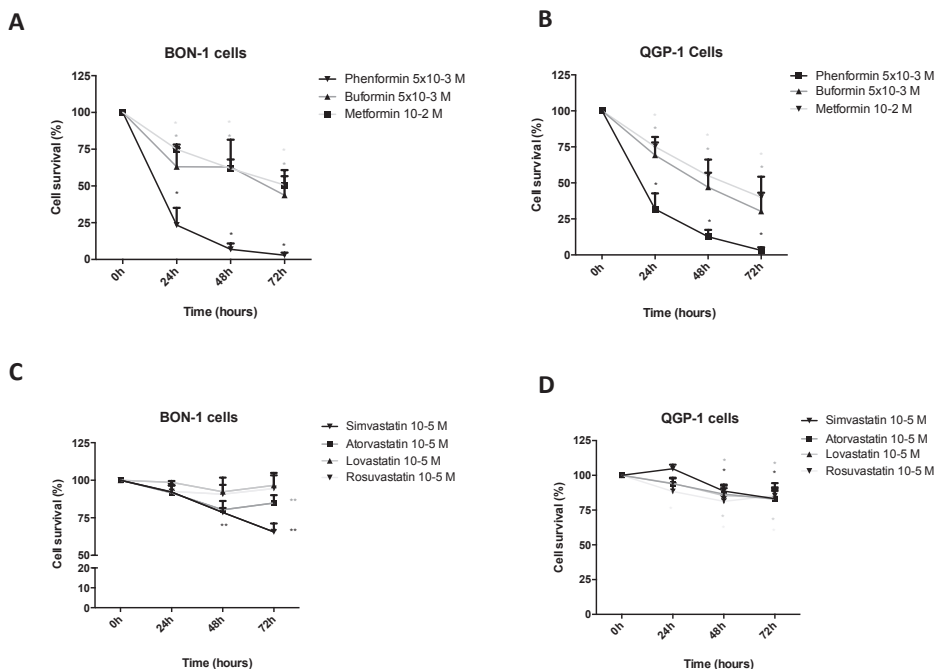 A
BON-1 cells
Phenformin 5x10-3 M
Buformin 5x10-3 M
Metformin 10-2 M
Cell survival (%)
125
100
75
50
25
0
0h
24h
48h
72h
Time (hours)
B
QGP-1 Cells
Phenformin 5x10-3 M
Buformin 5x10-3 M
Metformin 10-2 M
Cell survival (%)
125
100
75
50
25
0
0h
24h
48h
72h
Time (hours)
C
BON-1 cells
Simvastatin 10-5 M
Atorvastatin 10-5 M
Lovastatin 10-5 M
Rosuvastatin 10-5 M
Cell survival (%)
125
100
75
50
20
10
0
**
**
**
0h
24h
48h
72h
Time (hours)
D
QGP-1 cells
Simvastatin 10-5 M
Atorvastatin 10-5 M
Lovastatin 10-5 M
Rosuvastatin 10-5 M
Cell survival (%)
125
100
75
50
25
0
0h
24h
48h
72h
Time (hours)